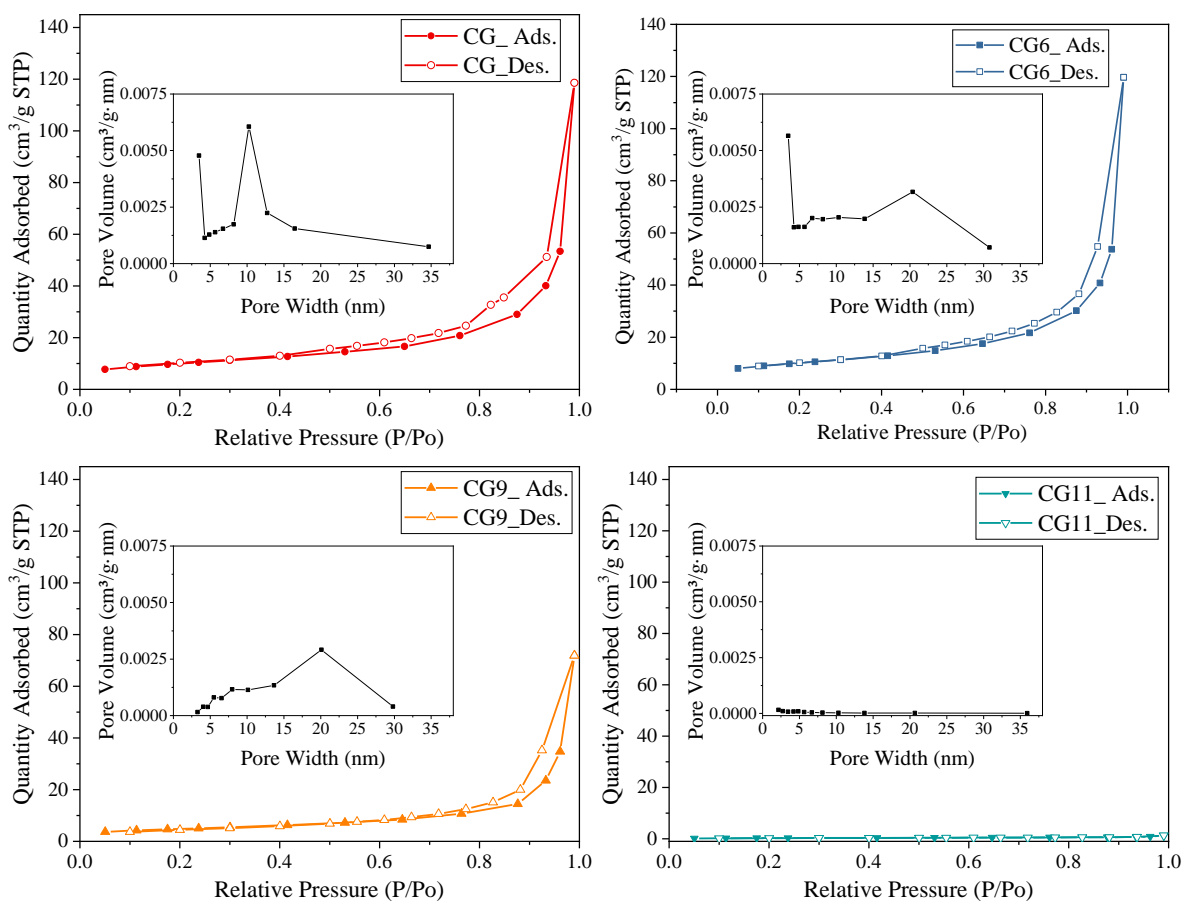 CG_ Ads.
CG_Des.
Quantity Adsorbed (cm³/g STP)
140
120
100
80
60
40
20
0
0.0 0.2 0.4 0.6 0.8 1.0
Relative Pressure (P/Po)
Pore Volume (cm³/g·nm)
0.0075
0.0050
0.0025
0.0000
0 5 10 15 20 25 30 35
Pore Width (nm)
CG6_ Ads.
CG6_Des.
Quantity Adsorbed (cm³/g STP)
140
120
100
80
60
40
20
0
0.0 0.2 0.4 0.6 0.8 1.0
Relative Pressure (P/Po)
Pore Volume (cm³/g·nm)
0.0075
0.0050
0.0025
0.0000
0 5 10 15 20 25 30 35
Pore Width (nm)
CG9_ Ads.
CG9_Des.
Quantity Adsorbed (cm³/g STP)
140
120
100
80
60
40
20
0
0.0 0.2 0.4 0.6 0.8 1.0
Relative Pressure (P/Po)
Pore Volume (cm³/g·nm)
0.0075
0.0050
0.0025
0.0000
0 5 10 15 20 25 30 35
Pore Width (nm)
CG11_ Ads.
CG11_Des.
Quantity Adsorbed (cm³/g STP)
140
120
100
80
60
40
20
0
0.0 0.2 0.4 0.6 0.8 1.0
Relative Pressure (P/Po)
Pore Volume (cm³/g·nm)
0.0075
0.0050
0.0025
0.0000
0 5 10 15 20 25 30 35
Pore Width (nm)